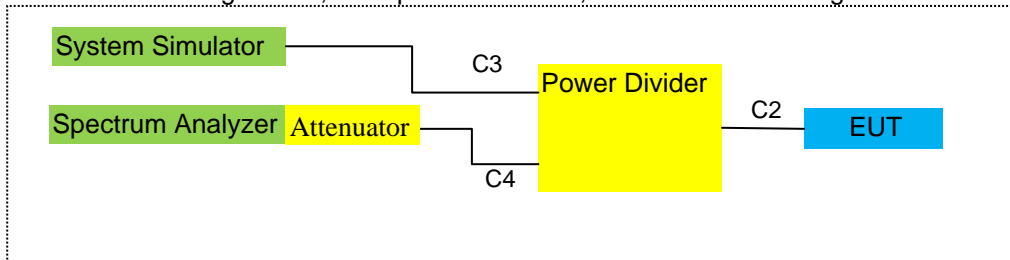 System Simulator
C3
Power Divider
C2
Spectrum Analyzer
Attenuator
EUT
C4